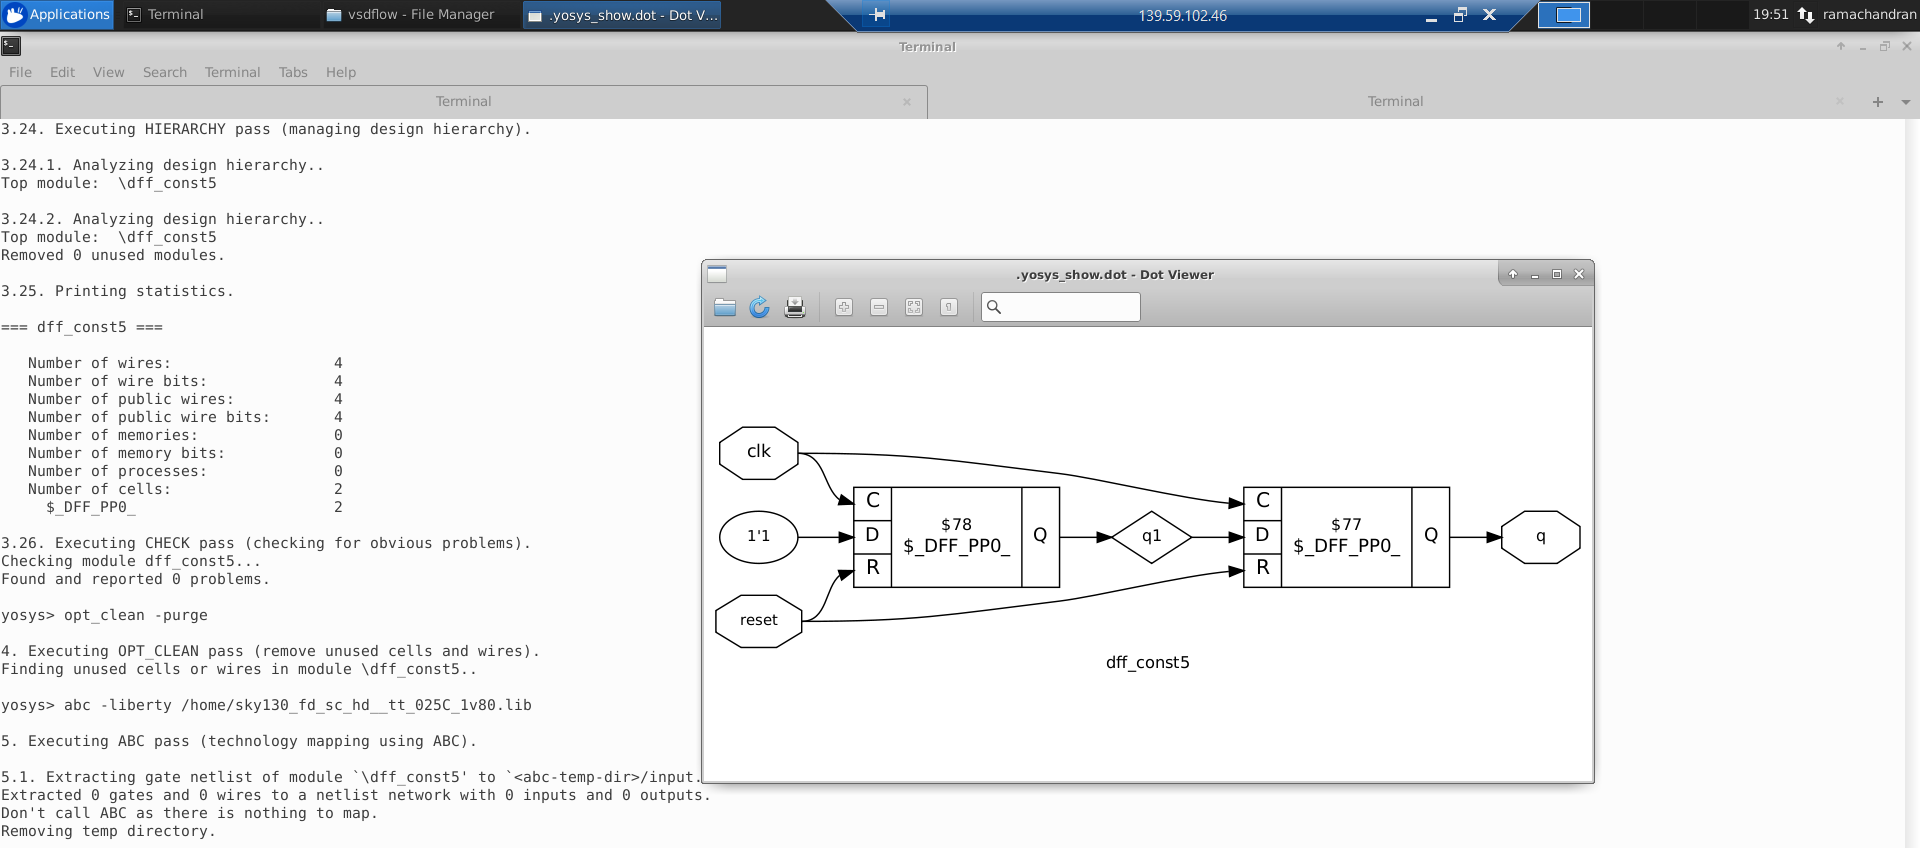 Applications
Terminal
vsdflow - File Manager
.yosys_show.dot - Dot V...
139.59.102.46
19:51
ramachandran
Terminal
File Edit View Search Terminal Tabs Help
Terminal
Terminal
3.24. Executing HIERARCHY pass (managing design hierarchy).
3.24.1. Analyzing design hierarchy..
Top module:  \dff_const5
3.24.2. Analyzing design hierarchy..
Top module:  \dff_const5
Removed 0 unused modules.
3.25. Printing statistics.
=== dff_const5 ===
Number of wires: 4
Number of wire bits: 4
Number of public wires: 4
Number of public wire bits: 4
Number of memories: 0
Number of memory bits: 0
Number of processes: 0
Number of cells: 2
$_DFF_PP0_ 2
3.26. Executing CHECK pass (checking for obvious problems).
Checking module dff_const5...
Found and reported 0 problems.
yosys> opt_clean -purge
4. Executing OPT_CLEAN pass (remove unused cells and wires).
Finding unused cells or wires in module \dff_const5..
yosys> abc -liberty /home/sky130_fd_sc_hd__tt_025C_1v80.lib
5. Executing ABC pass (technology mapping using ABC).
5.1. Extracting gate netlist of module `\dff_const5' to `<abc-temp-dir>/input.
Extracted 0 gates and 0 wires to a netlist network with 0 inputs and 0 outputs.
Don't call ABC as there is nothing to map.
Removing temp directory.
.yosys_show.dot - Dot Viewer
clk
1'1
reset
C
D
R
$78
$_DFF_PP0_
Q
q1
C
D
R
$77
$_DFF_PP0_
Q
q
dff_const5